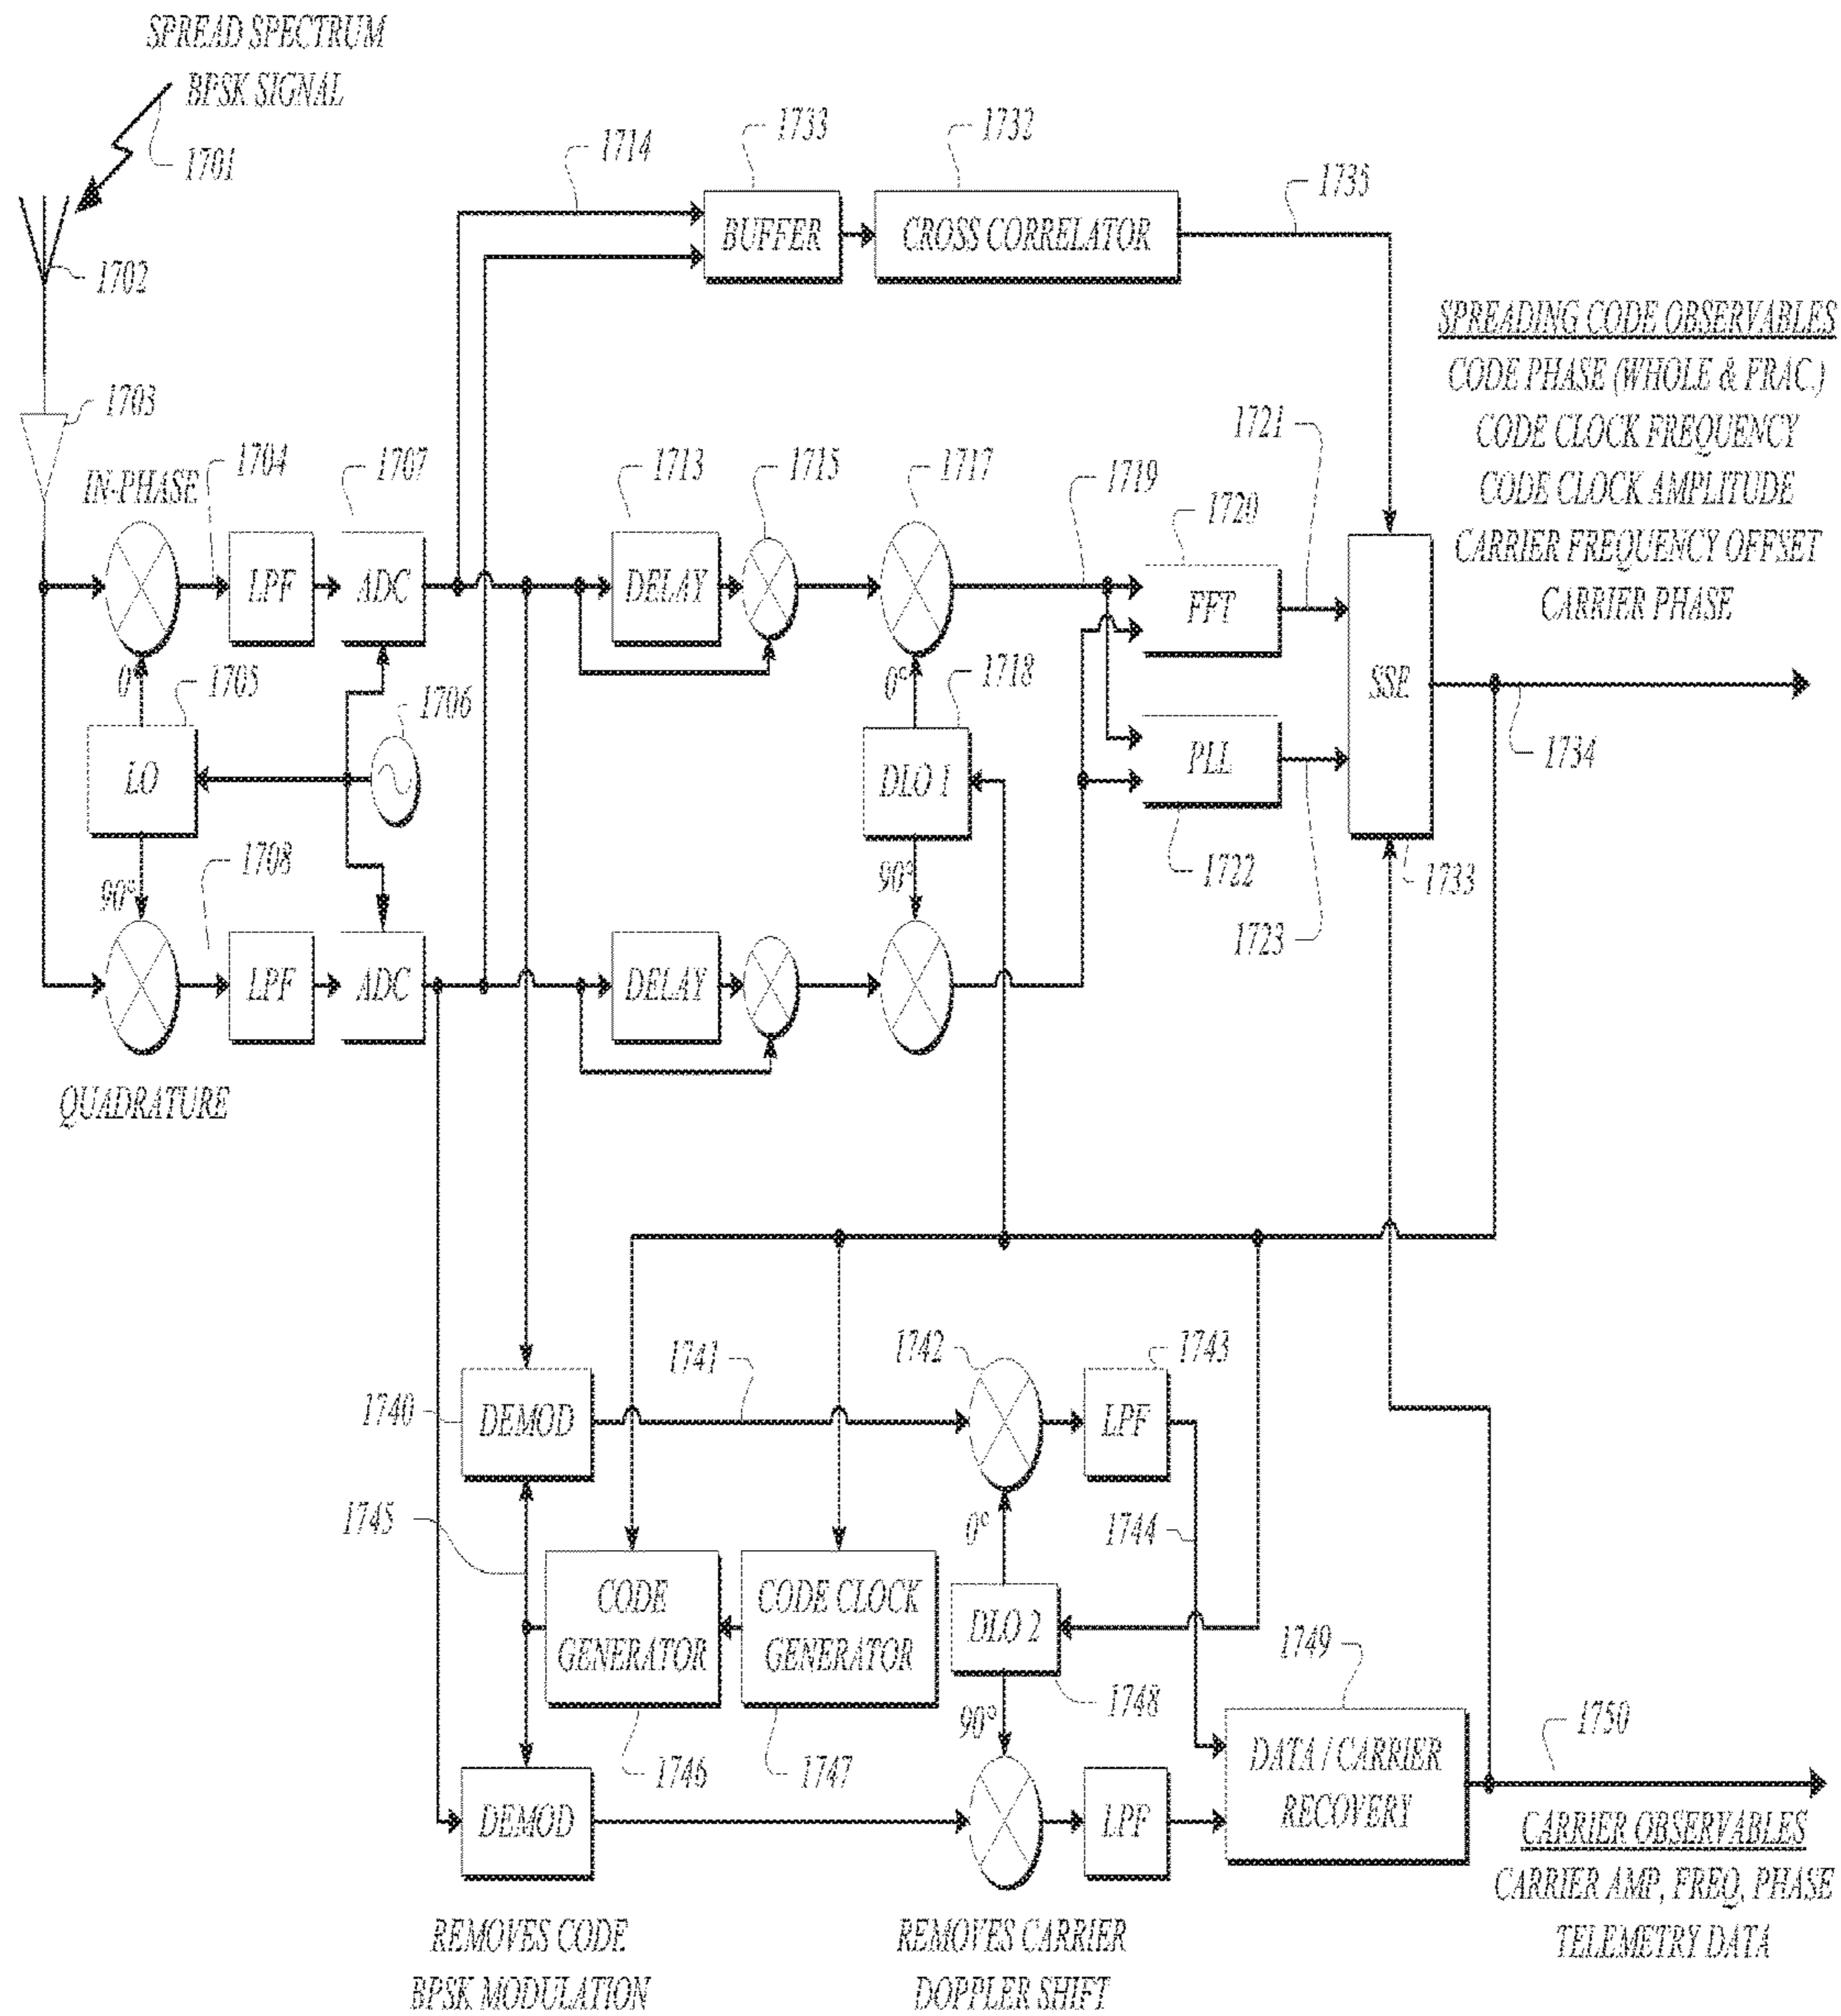 SPREAD SPECTRUM
BPSK SIGNAL
1701
1702
1703
1714
1733
1732
1735
BUFFER
CROSS CORRELATOR
SPREADING CODE OBSERVABLES
CODE PHASE (WHOLE & FRAC.)
CODE CLOCK FREQUENCY
CODE CLOCK AMPLITUDE
CARRIER FREQUENCY OFFSET
CARRIER PHASE
IN-PHASE
1704
1707
1713
1715
1717
1719
1721
1720
LPF
ADC
DELAY
FFT
SSE
0°
1705
1706
0°
1718
LO
DLO 1
PLL
1734
90°
1708
90°
1722
1723
1733
LPF
ADC
DELAY
QUADRATURE
1740
DEMOD
1741
1742
1743
LPF
1745
0°
1744
CODE
GENERATOR
CODE CLOCK
GENERATOR
DLO 2
1749
1746
1747
90°
1748
1750
DEMOD
LPF
DATA / CARRIER
RECOVERY
CARRIER OBSERVABLES
CARRIER AMP, FREQ, PHASE
TELEMETRY DATA
REMOVES CODE
BPSK MODULATION
REMOVES CARRIER
DOPPLER SHIFT